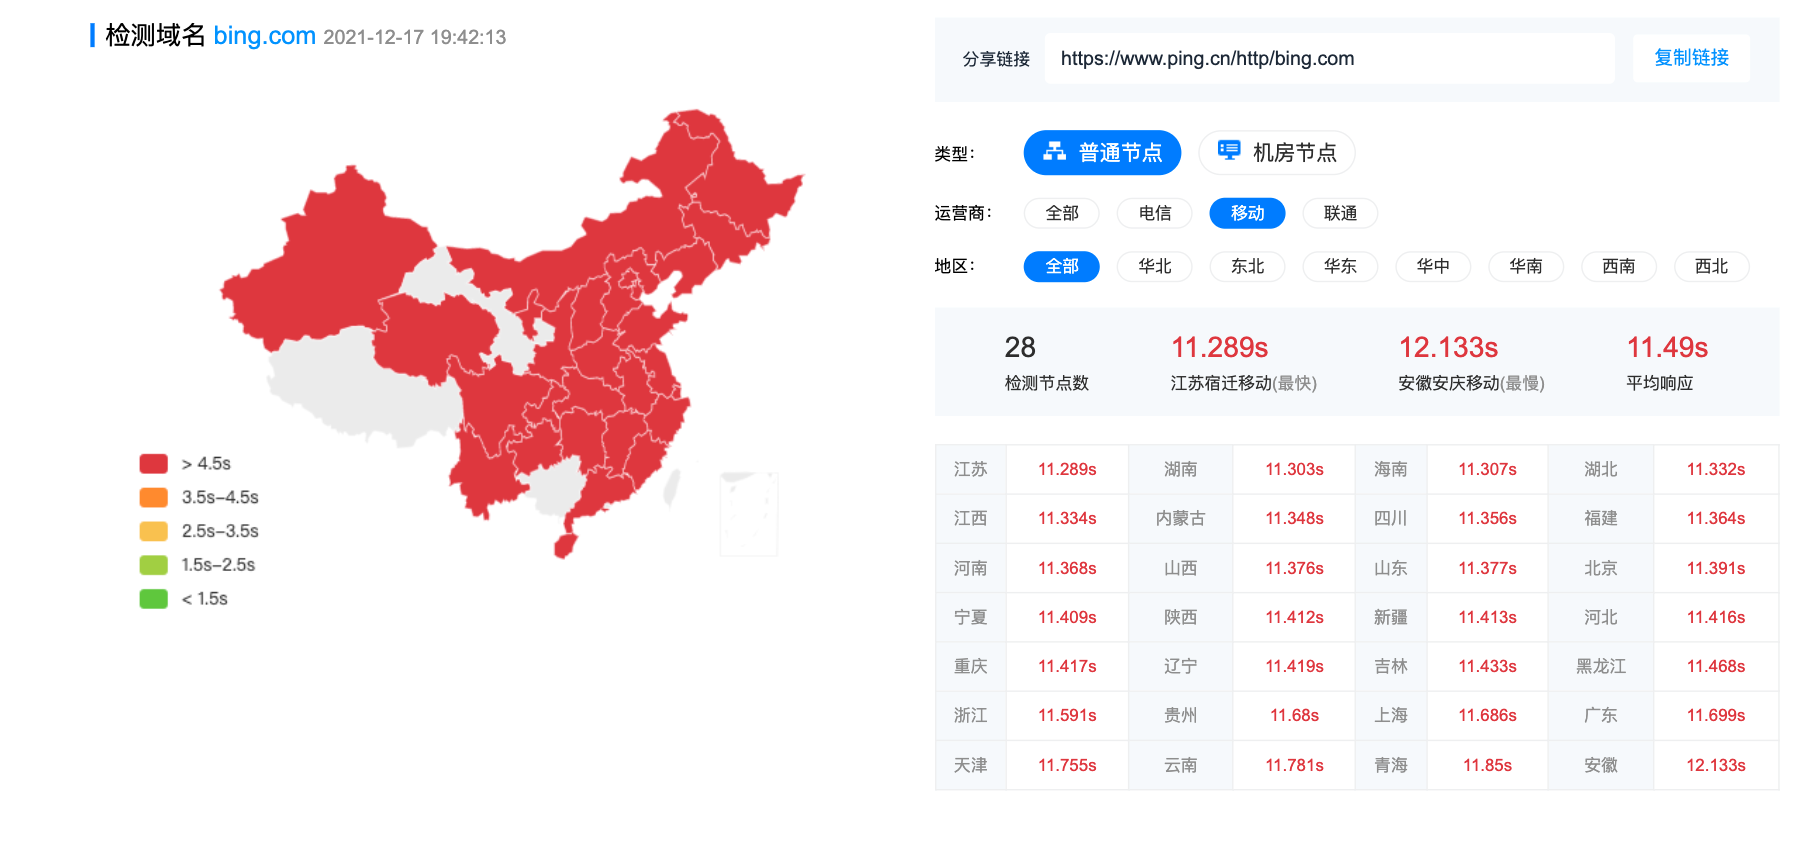 检测域名 bing.com 2021-12-17 19:42:13
> 4.5s
3.5s–4.5s
2.5s–3.5s
1.5s–2.5s
< 1.5s
分享链接 https://www.ping.cn/http/bing.com 复制链接
类型： 普通节点 机房节点
运营商： 全部 电信 移动 联通
地区： 全部 华北 东北 华东 华中 华南 西南 西北
28 11.289s 12.133s 11.49s
检测节点数 江苏宿迁移动(最快) 安徽安庆移动(最慢) 平均响应
江苏 11.289s 湖南 11.303s 海南 11.307s 湖北 11.332s
江西 11.334s 内蒙古 11.348s 四川 11.356s 福建 11.364s
河南 11.368s 山西 11.376s 山东 11.377s 北京 11.391s
宁夏 11.409s 陕西 11.412s 新疆 11.413s 河北 11.416s
重庆 11.417s 辽宁 11.419s 吉林 11.433s 黑龙江 11.468s
浙江 11.591s 贵州 11.68s 上海 11.686s 广东 11.699s
天津 11.755s 云南 11.781s 青海 11.85s 安徽 12.133s